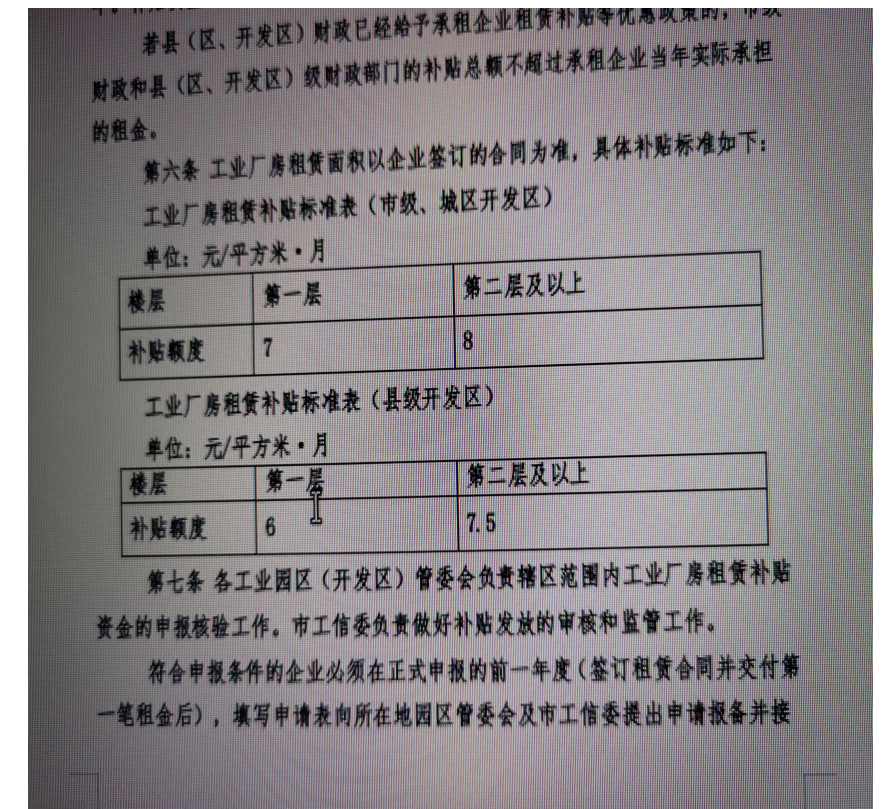 若县（区、开发区）财政已经给予承租企业租赁补贴等优惠政策的，市级
财政和县（区、开发区）级财政部门的补贴总额不超过承租企业当年实际承担
的租金。
第六条 工业厂房租赁面积以企业签订的合同为准，具体补贴标准如下：
工业厂房租赁补贴标准表（市级、城区开发区）
单位：元/平方米·月
楼层 第一层 第二层及以上
补贴额度 7 8
工业厂房租赁补贴标准表（县级开发区）
单位：元/平方米·月
楼层 第一层 第二层及以上
补贴额度 6 7.5
第七条 各工业园区（开发区）管委会负责辖区范围内工业厂房租赁补贴
资金的申报核验工作。市工信委负责做好补贴发放的审核和监管工作。
符合申报条件的企业必须在正式申报的前一年度（签订租赁合同并交付第
一笔租金后），填写申请表向所在地园区管委会及市工信委提出申请报备并接